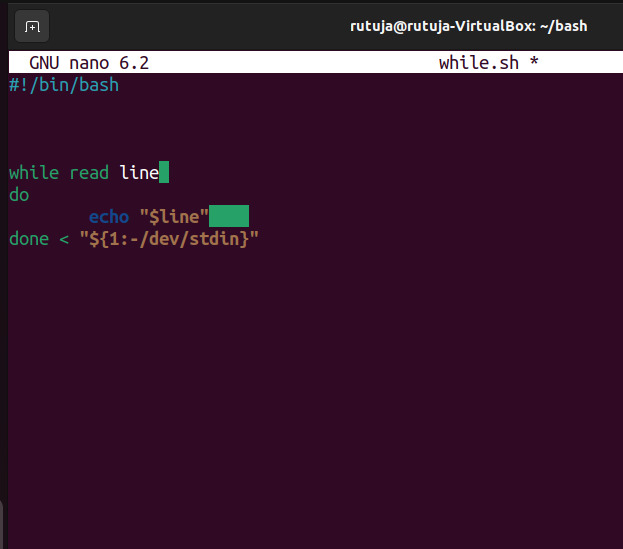 rutuja@rutuja-VirtualBox: ~/bash
GNU nano 6.2 while.sh *
#!/bin/bash
while read line
do
echo "$line"
done < "${1:-/dev/stdin}"